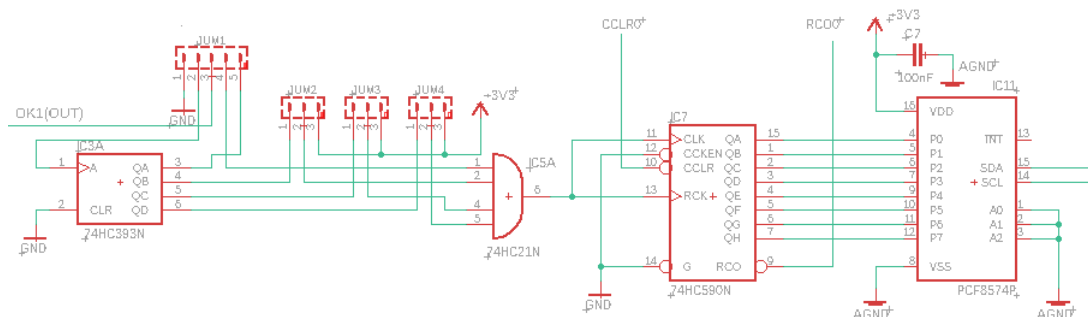 CCLR0
RCO0
+3V3
C7
100nF
AGND
JUM1
1 2 3 4 5
GND
OK1(OUT)
JUM2
1 2 3
JUM3
1 2 3
JUM4
1 2 3
+3V3
IC3A
1 A QA 3
QB 4
QC 5
2 CLR QD 6
74HC393N
GND
IC5A
1
2
4
5
6
74HC21N
IC7
11 CLK QA 15
12 CCKEN QB 1
10 CCLR QC 2
QD 3
13 RCK QE 4
QF 5
QG 6
QH 7
14 G RCO 9
74HC590N
GND
IC11
16 VDD
4 P0 INT 13
5 P1
6 P2 SDA 15
7 P3 SCL 14
9 P4
10 P5 A0 1
11 P6 A1 2
12 P7 A2 3
8 VSS
PCF8574P
AGND
AGND